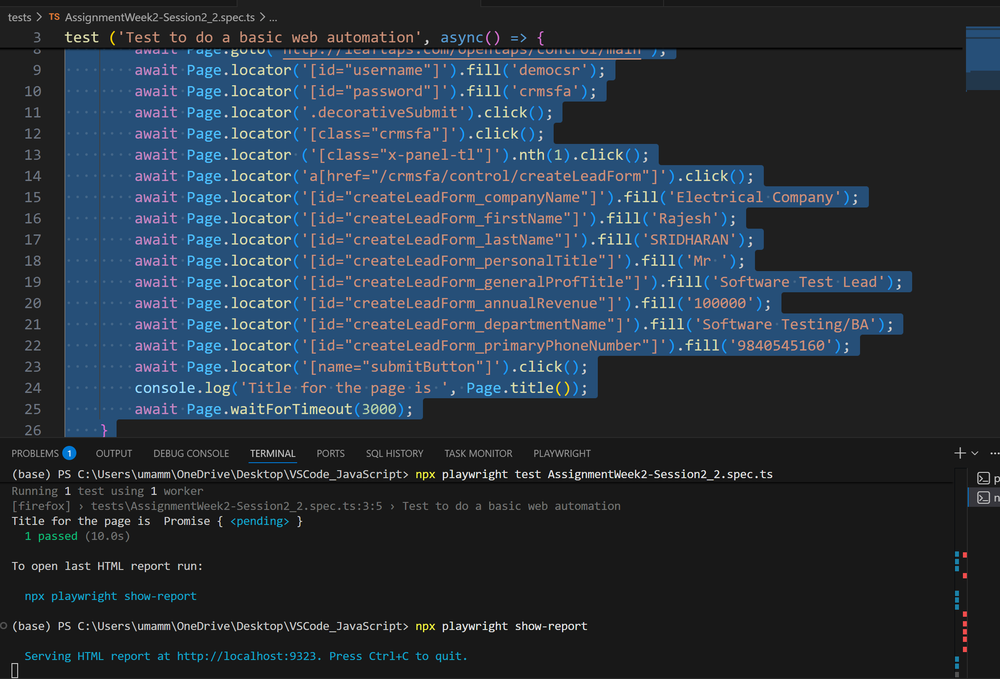 tests > TS AssignmentWeek2-Session2_2.spec.ts > ...
3 test ('Test to do a basic web automation', async() => {
8 await Page.goto('http://leaftaps.com/opentaps/control/main');
9 await Page.locator('[id="username"]').fill('democsr');
10 await Page.locator('[id="password"]').fill('crmsfa');
11 await Page.locator('.decorativeSubmit').click();
12 await Page.locator('[class="crmsfa"]').click();
13 await Page.locator ('[class="x-panel-tl"]').nth(1).click();
14 await Page.locator('a[href="/crmsfa/control/createLeadForm"]').click();
15 await Page.locator('[id="createLeadForm_companyName"]').fill('Electrical Company');
16 await Page.locator('[id="createLeadForm_firstName"]').fill('Rajesh');
17 await Page.locator('[id="createLeadForm_lastName"]').fill('SRIDHARAN');
18 await Page.locator('[id="createLeadForm_personalTitle"]').fill('Mr ');
19 await Page.locator('[id="createLeadForm_generalProfTitle"]').fill('Software Test Lead');
20 await Page.locator('[id="createLeadForm_annualRevenue"]').fill('100000');
21 await Page.locator('[id="createLeadForm_departmentName"]').fill('Software Testing/BA');
22 await Page.locator('[id="createLeadForm_primaryPhoneNumber"]').fill('9840545160');
23 await Page.locator('[name="submitButton"]').click();
24 console.log('Title for the page is ', Page.title());
25 await Page.waitForTimeout(3000);
26 }
PROBLEMS 1 OUTPUT DEBUG CONSOLE TERMINAL PORTS SQL HISTORY TASK MONITOR PLAYWRIGHT
(base) PS C:\Users\umamm\OneDrive\Desktop\VSCode_JavaScript> npx playwright test AssignmentWeek2-Session2_2.spec.ts
Running 1 test using 1 worker
[firefox] › tests\AssignmentWeek2-Session2_2.spec.ts:3:5 › Test to do a basic web automation
Title for the page is  Promise { <pending> }
1 passed (10.0s)
To open last HTML report run:
npx playwright show-report
(base) PS C:\Users\umamm\OneDrive\Desktop\VSCode_JavaScript> npx playwright show-report
Serving HTML report at http://localhost:9323. Press Ctrl+C to quit.